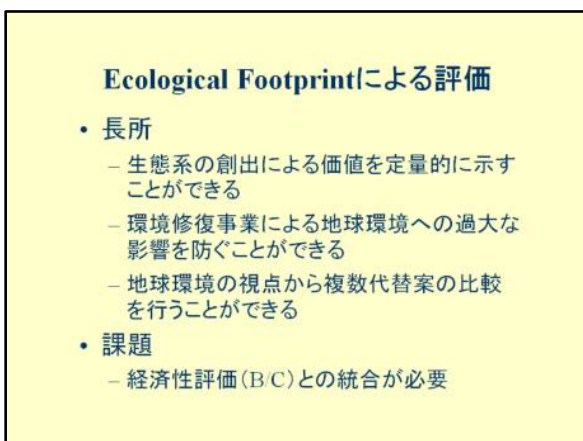 Ecological Footprintによる評価
• 長所
– 生態系の創出による価値を定量的に示す
ことができる
– 環境修復事業による地球環境への過大な
影響を防ぐことができる
– 地球環境の視点から複数代替案の比較
を行うことができる
• 課題
– 経済性評価(B/C)との統合が必要